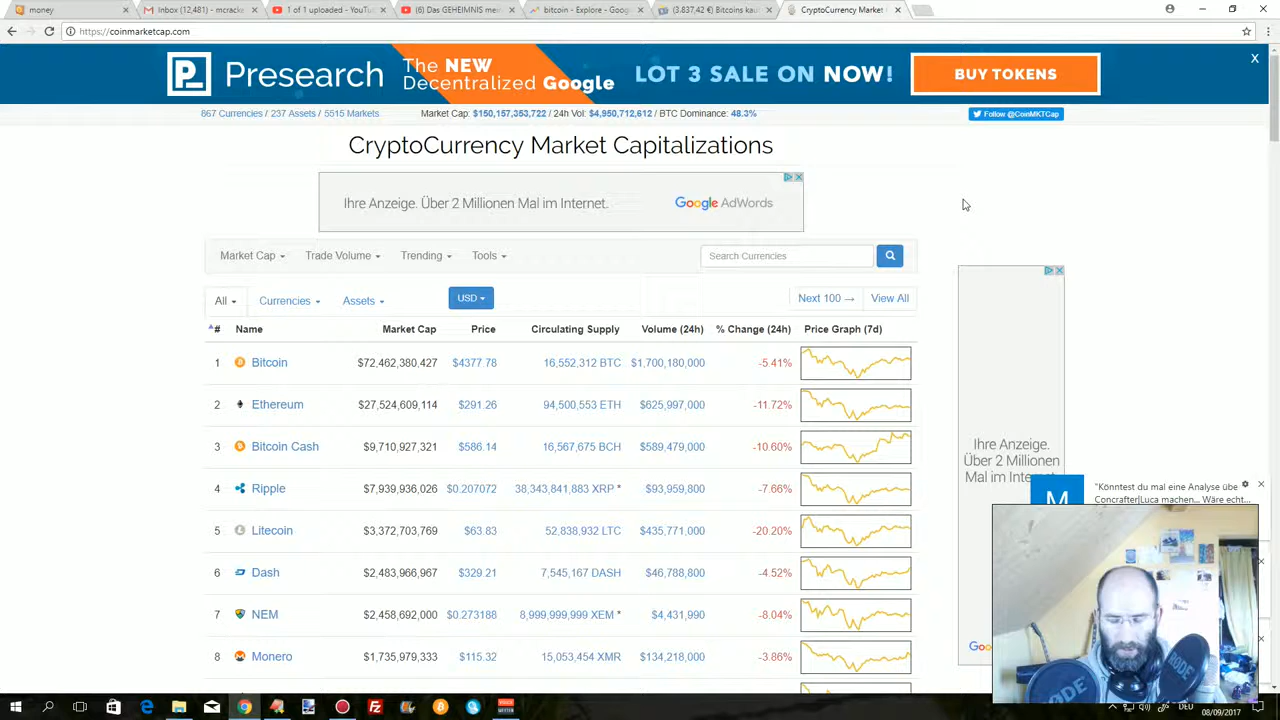 money
Inbox (12,481) - mcracke
1 of 1 uploaded - YouTu
(6) Das GEHEIMNIS me
bitcoin - Explore - Goog
(3.837,42 €) Bitcoins kau
CryptoCurrency Market
https://coinmarketcap.com
Presearch
The NEW
Decentralized Google
LOT 3 SALE ON NOW!
BUY TOKENS
X
867 Currencies / 237 Assets / 5515 Markets
Market Cap: $150,157,353,722 / 24h Vol: $4,950,712,612 / BTC Dominance: 48.3%
Follow @CoinMKTCap
CryptoCurrency Market Capitalizations
Ihre Anzeige. Über 2 Millionen Mal im Internet.
Google AdWords
Market Cap Trade Volume Trending Tools
Search Currencies
All Currencies Assets USD Next 100 → View All
# Name Market Cap Price Circulating Supply Volume (24h) % Change (24h) Price Graph (7d)
1 Bitcoin $72,462,380,427 $4377.78 16,552,312 BTC $1,700,180,000 -5.41%
2 Ethereum $27,524,609,114 $291.26 94,500,553 ETH $625,997,000 -11.72%
3 Bitcoin Cash $9,710,927,321 $586.14 16,567,675 BCH $589,479,000 -10.60%
4 Ripple $7,939,936,026 $0.207072 38,343,841,883 XRP * $93,959,800 -7.66%
5 Litecoin $3,372,703,769 $63.83 52,838,932 LTC $435,771,000 -20.20%
6 Dash $2,483,966,967 $329.21 7,545,167 DASH $46,788,800 -4.52%
7 NEM $2,458,692,000 $0.273188 8,999,999,999 XEM * $4,431,990 -8.04%
8 Monero $1,735,979,333 $115.32 15,053,454 XMR $134,218,000 -3.86%
Ihre Anzeige.
Über 2 Millionen
Mal im Inte
M
"Könntest du mal eine Analyse übe
Concrafter|Luca machen... Wäre echt...
Goo
RODE
RODE
DEU
08/09/2017